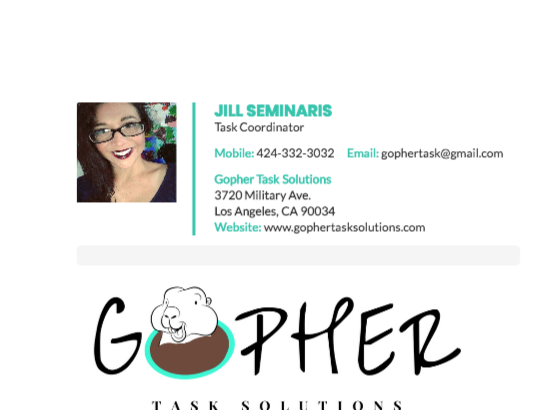 JILL SEMINARIS
Task Coordinator
Mobile: 424-332-3032 Email: gophertask@gmail.com
Gopher Task Solutions
3720 Military Ave.
Los Angeles, CA 90034
Website: www.gophertasksolutions.com
GOPHER
TASK SOLUTIONS